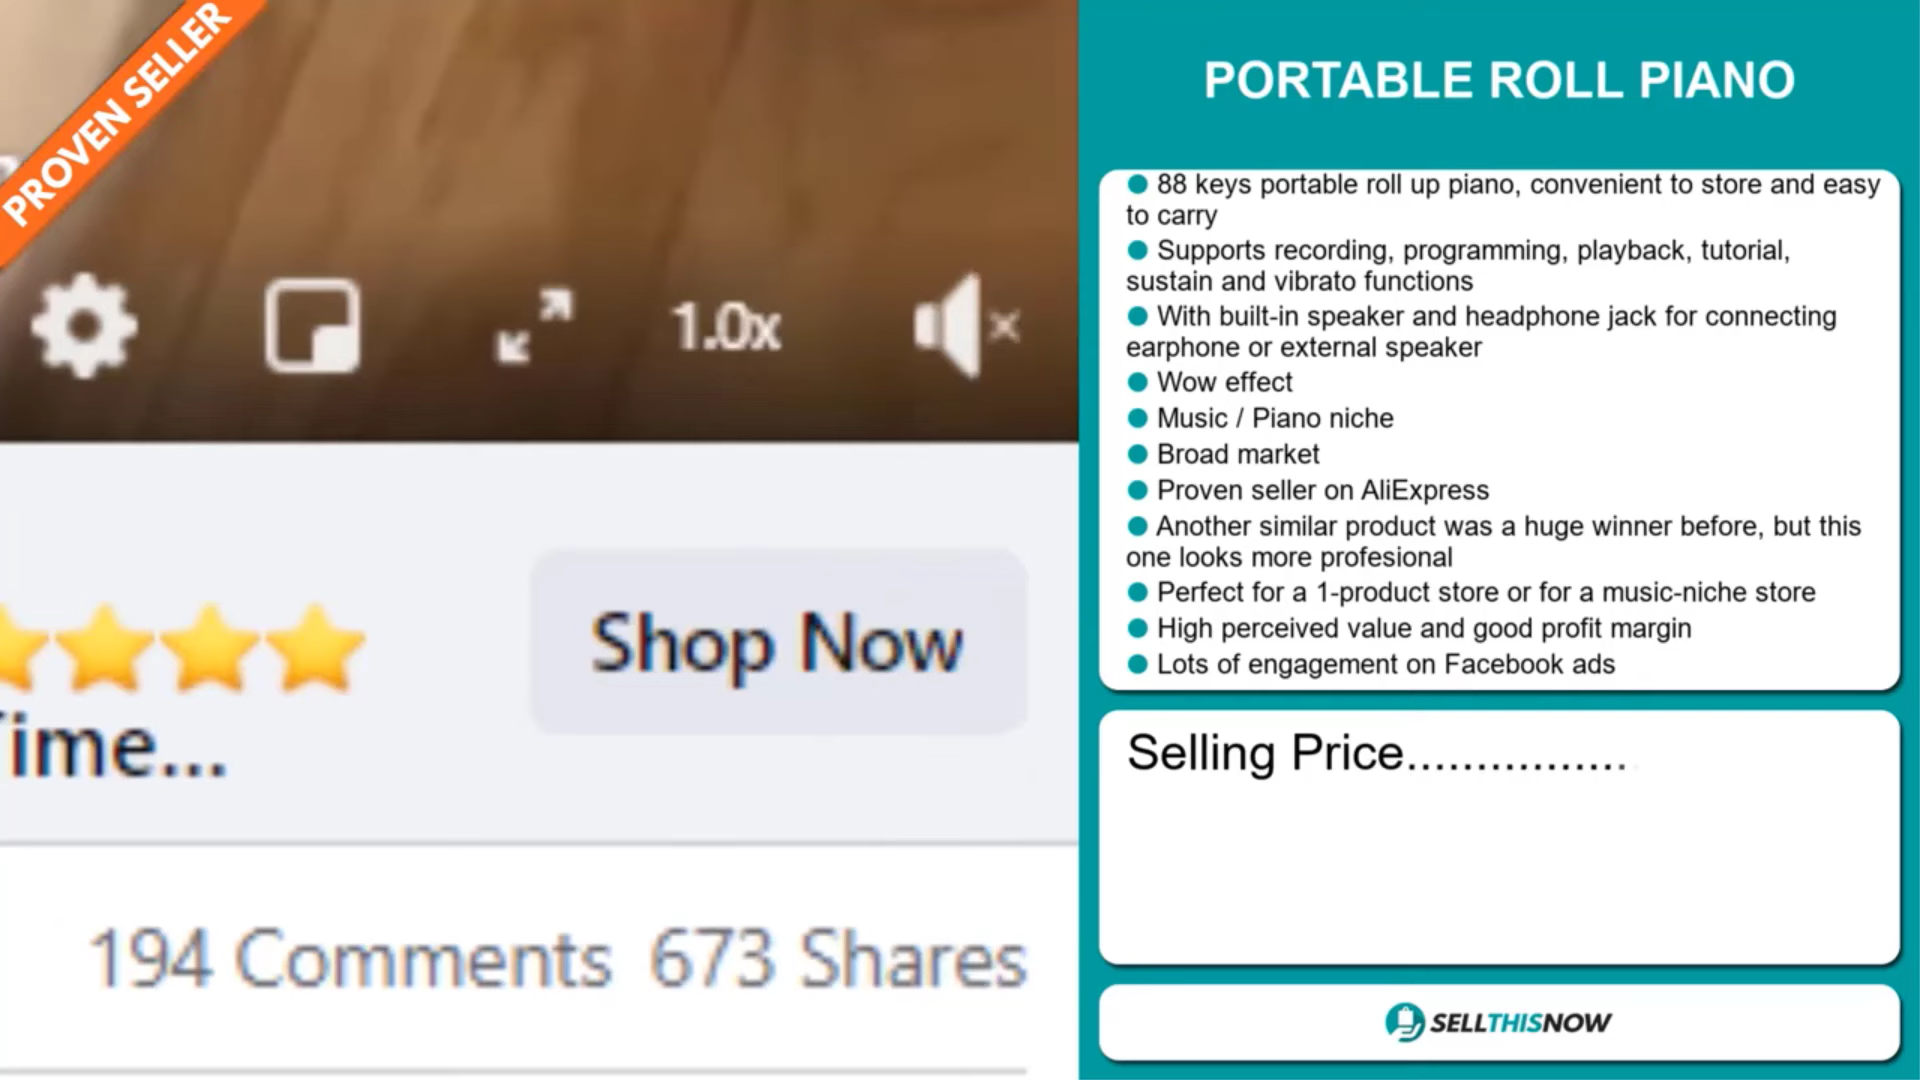 PROVEN SELLER
1.0x
Shop Now
ime...
194 Comments 673 Shares
PORTABLE ROLL PIANO
● 88 keys portable roll up piano, convenient to store and easy
to carry
● Supports recording, programming, playback, tutorial,
sustain and vibrato functions
● With built-in speaker and headphone jack for connecting
earphone or external speaker
● Wow effect
● Music / Piano niche
● Broad market
● Proven seller on AliExpress
● Another similar product was a huge winner before, but this
one looks more profesional
● Perfect for a 1-product store or for a music-niche store
● High perceived value and good profit margin
● Lots of engagement on Facebook ads
Selling Price................
SELLTHISNOW